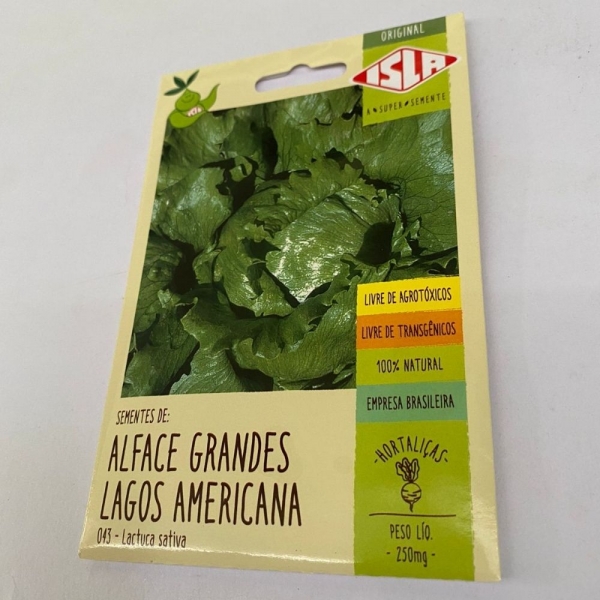 ORIGINAL
ISLA
A SUPER SEMENTE
LIVRE DE AGROTÓXICOS
LIVRE DE TRANSGÊNICOS
100% NATURAL
EMPRESA BRASILEIRA
SEMENTES DE:
ALFACE GRANDES
LAGOS AMERICANA
043 - Lactuca sativa
-HORTALIÇAS-
PESO LÍQ.
- 250mg -